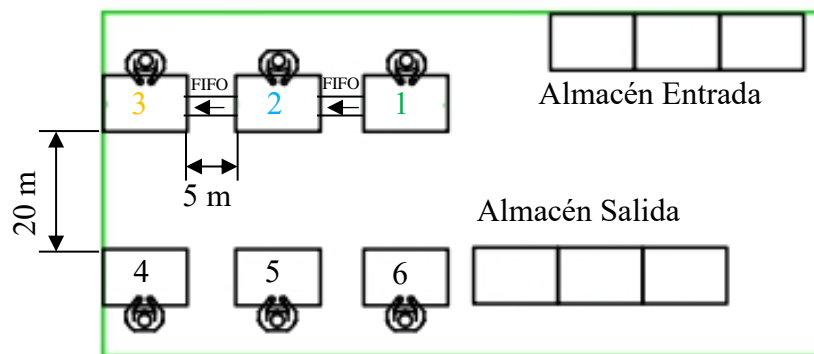 FIFO FIFO
3 2 1
Almacén Entrada
5 m
20 m
Almacén Salida
4 5 6